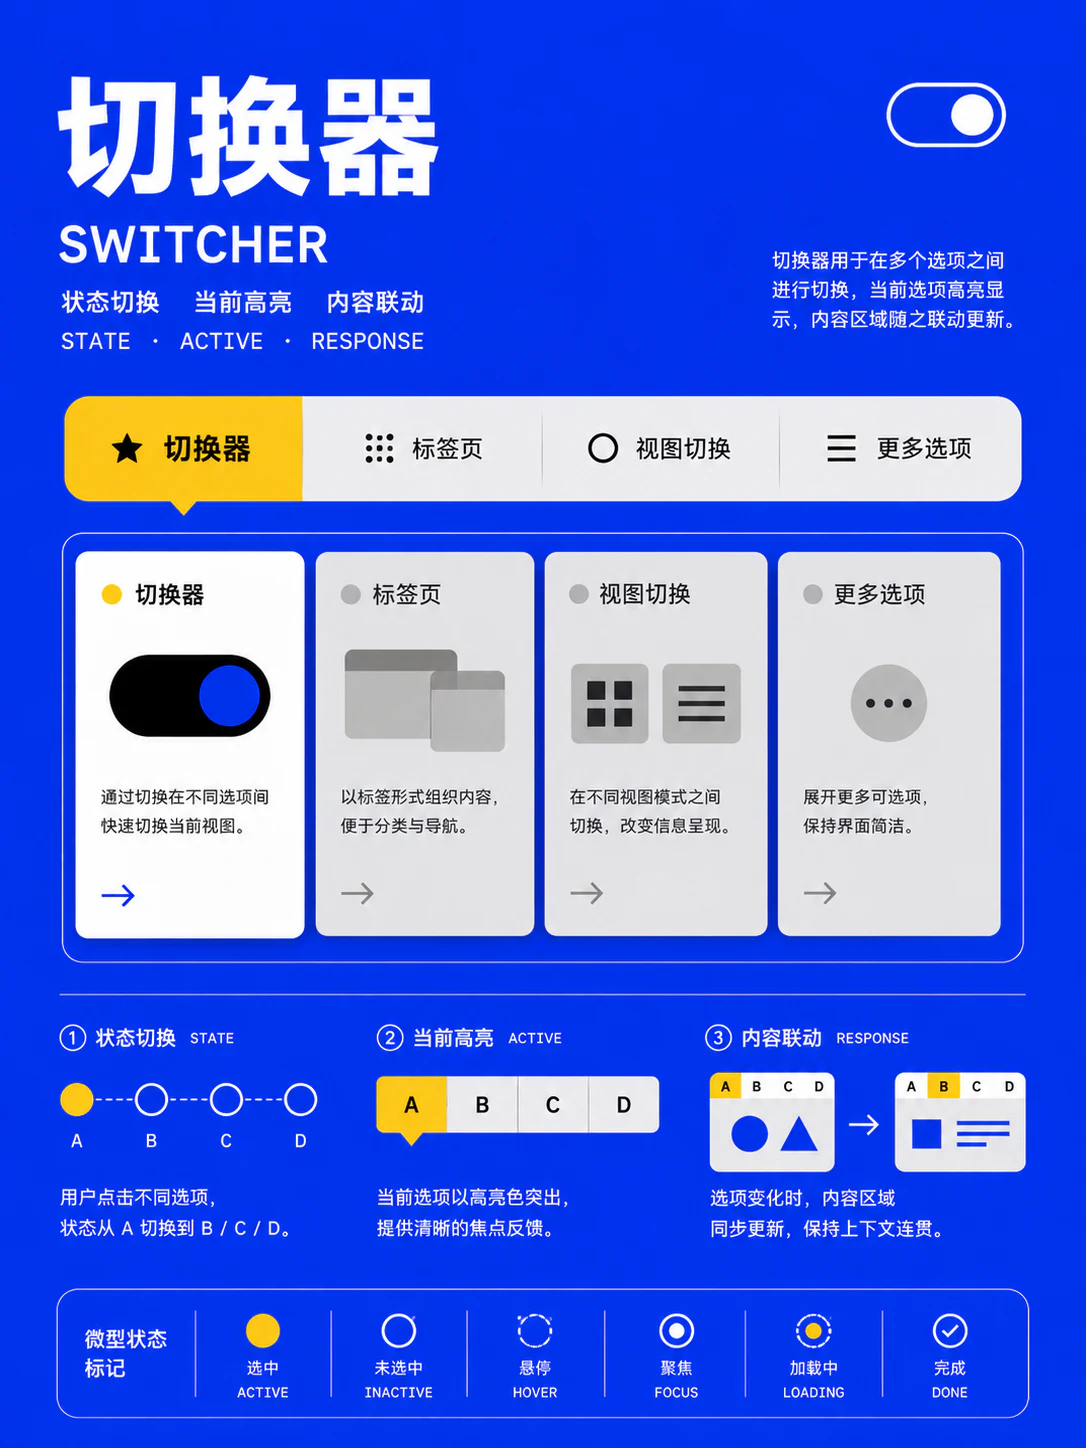 切换器
SWITCHER
状态切换 当前高亮 内容联动
STATE · ACTIVE · RESPONSE
切换器用于在多个选项之间
进行切换，当前选项高亮显
示，内容区域随之联动更新。
切换器 标签页 视图切换 更多选项
切换器
通过切换在不同选项间
快速切换当前视图。
标签页
以标签形式组织内容，
便于分类与导航。
视图切换
在不同视图模式之间
切换，改变信息呈现。
更多选项
展开更多可选项，
保持界面简洁。
① 状态切换 STATE
A B C D
用户点击不同选项，
状态从 A 切换到 B / C / D。
② 当前高亮 ACTIVE
A B C D
当前选项以高亮色突出，
提供清晰的焦点反馈。
③ 内容联动 RESPONSE
A B C D
A B C D
选项变化时，内容区域
同步更新，保持上下文连贯。
微型状态
标记
选中
ACTIVE
未选中
INACTIVE
悬停
HOVER
聚焦
FOCUS
加载中
LOADING
完成
DONE